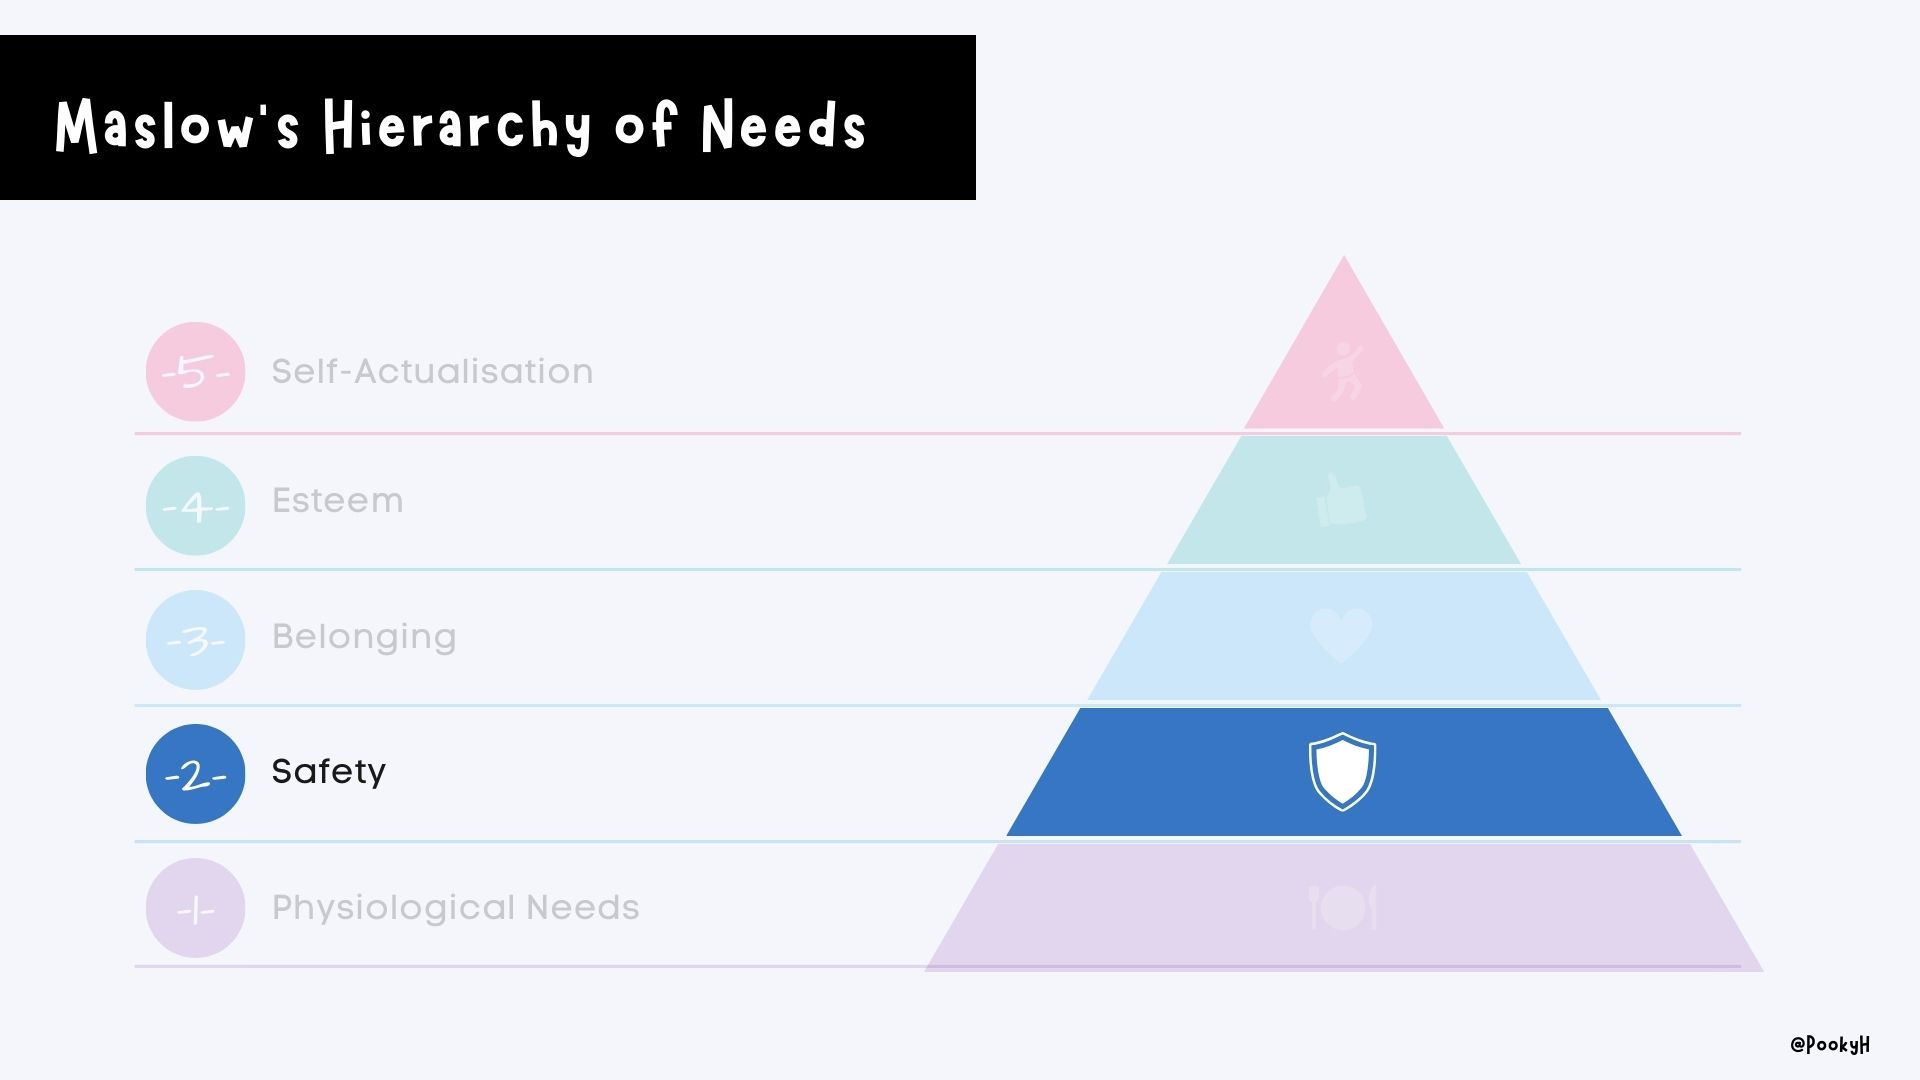 Maslow's Hierarchy of Needs
-5- Self-Actualisation
-4- Esteem
-3- Belonging
-2- Safety
-1- Physiological Needs
@PookyH